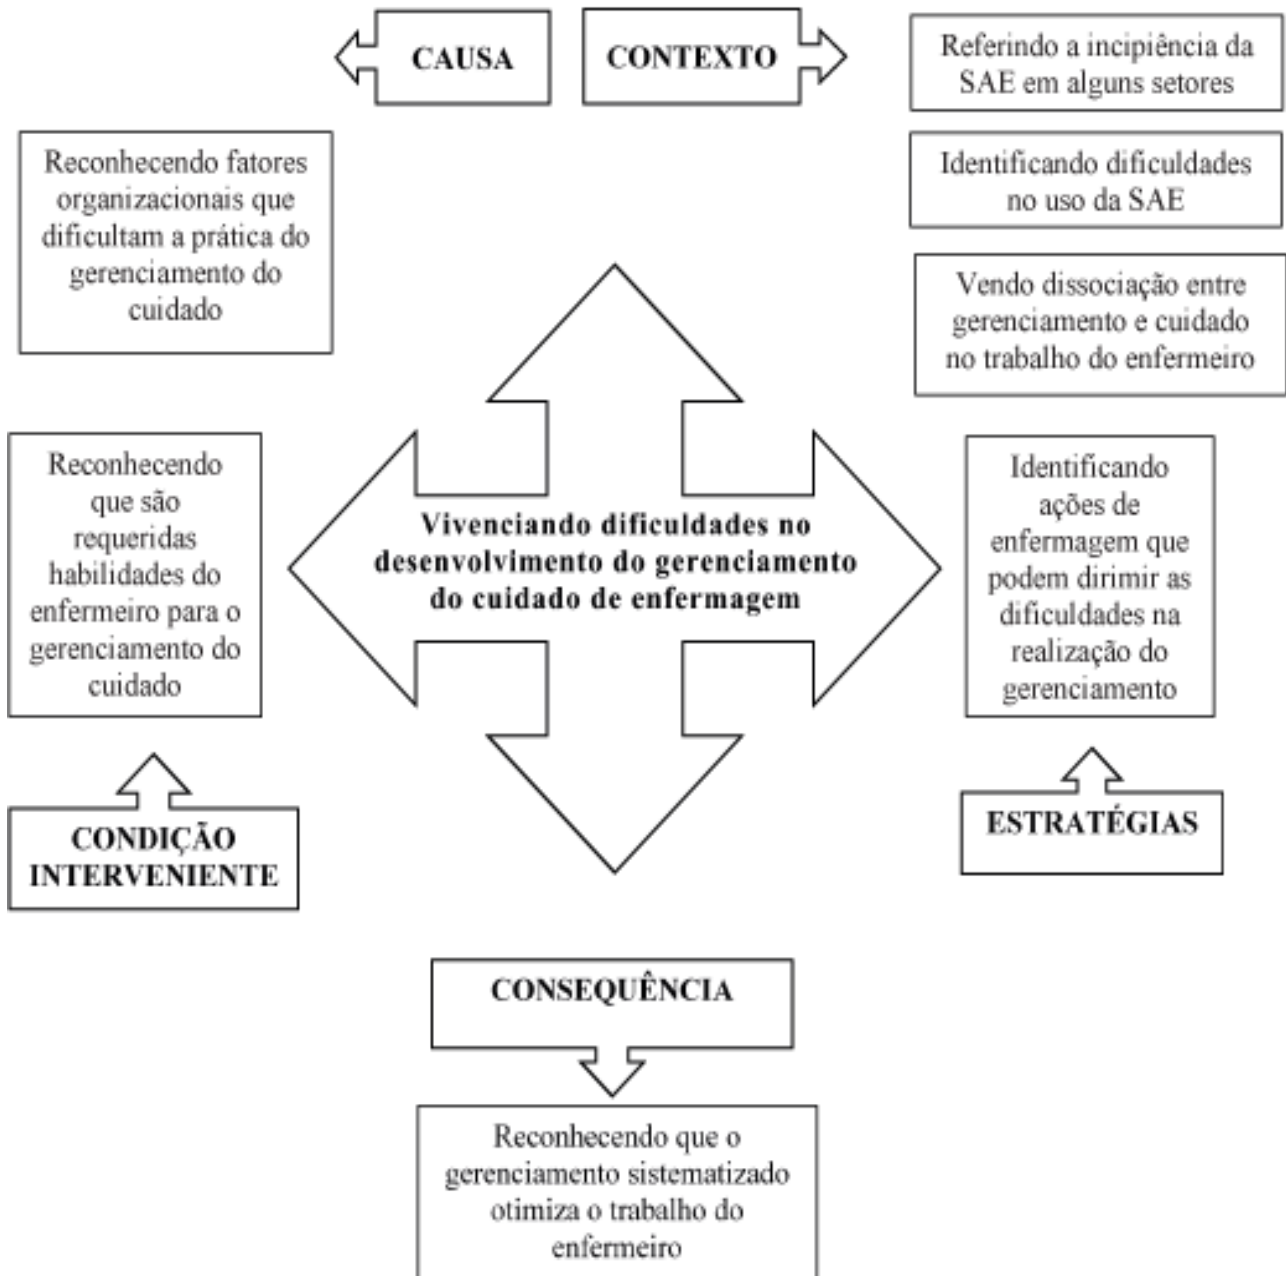 CAUSA
CONTEXTO
Referindo a incipiência da
SAE em alguns setores
Reconhecendo fatores
organizacionais que
dificultam a prática do
gerenciamento do
cuidado
Identificando dificuldades
no uso da SAE
Vendo dissociação entre
gerenciamento e cuidado
no trabalho do enfermeiro
Reconhecendo
que são
requeridas
habilidades do
enfermeiro para o
gerenciamento do
cuidado
Vivenciando dificuldades no
desenvolvimento do gerenciamento
do cuidado de enfermagem
Identificando
ações de
enfermagem que
podem dirimir as
dificuldades na
realização do
gerenciamento
CONDIÇÃO
INTERVENIENTE
ESTRATÉGIAS
CONSEQUÊNCIA
Reconhecendo que o
gerenciamento sistematizado
otimiza o trabalho do
enfermeiro